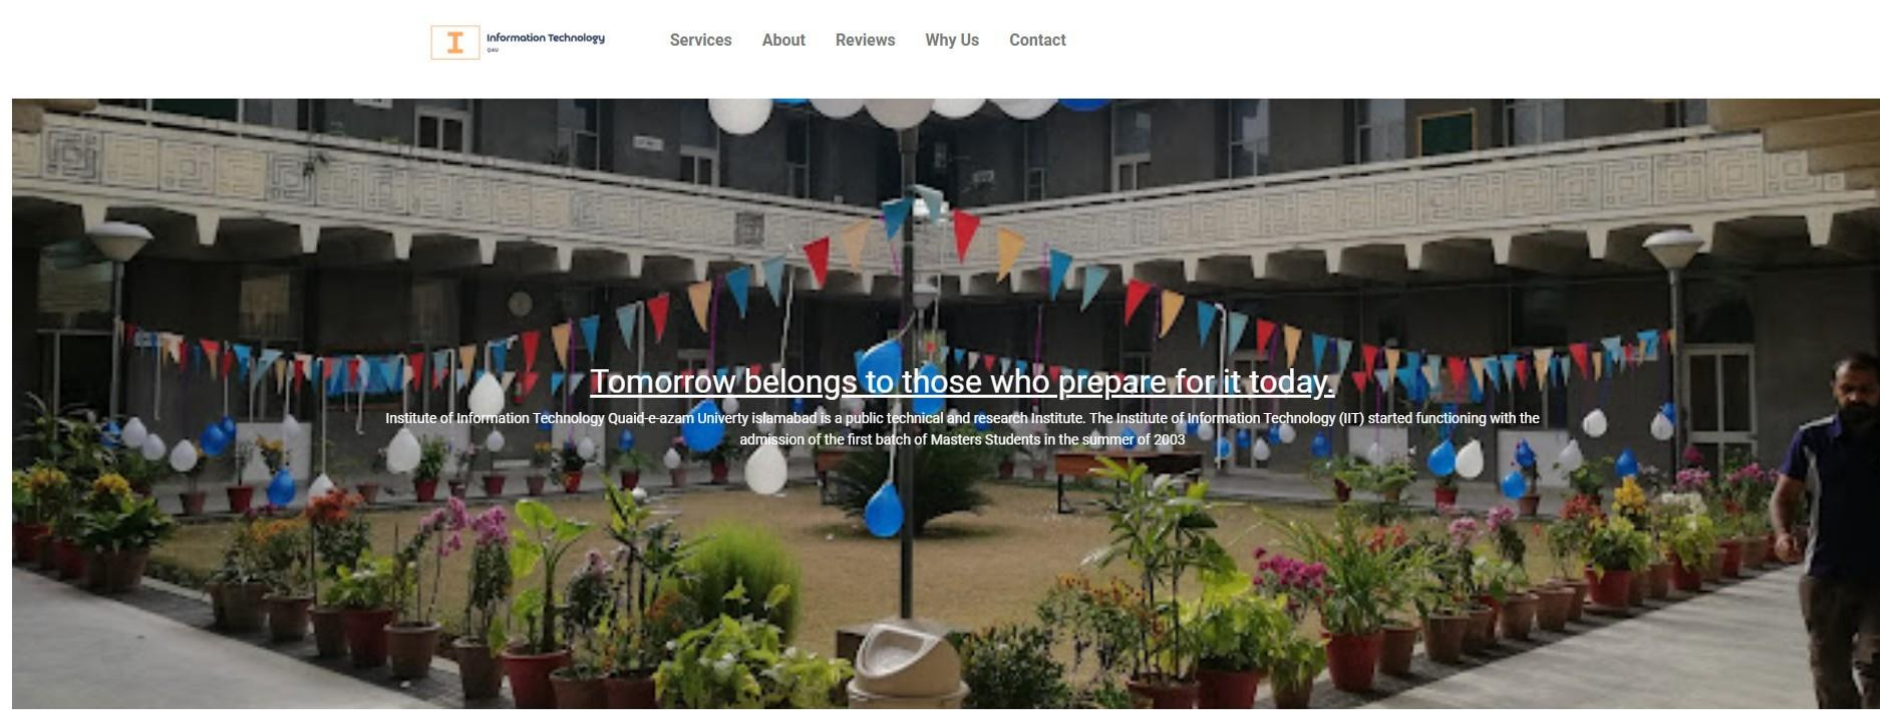 Information Technology
QAU
Services About Reviews Why Us Contact
Tomorrow belongs to those who prepare for it today.
Institute of Information Technology Quaid-e-azam Univerty islamabad is a public technical and research Institute. The Institute of Information Technology (IIT) started functioning with the
admission of the first batch of Masters Students in the summer of 2003